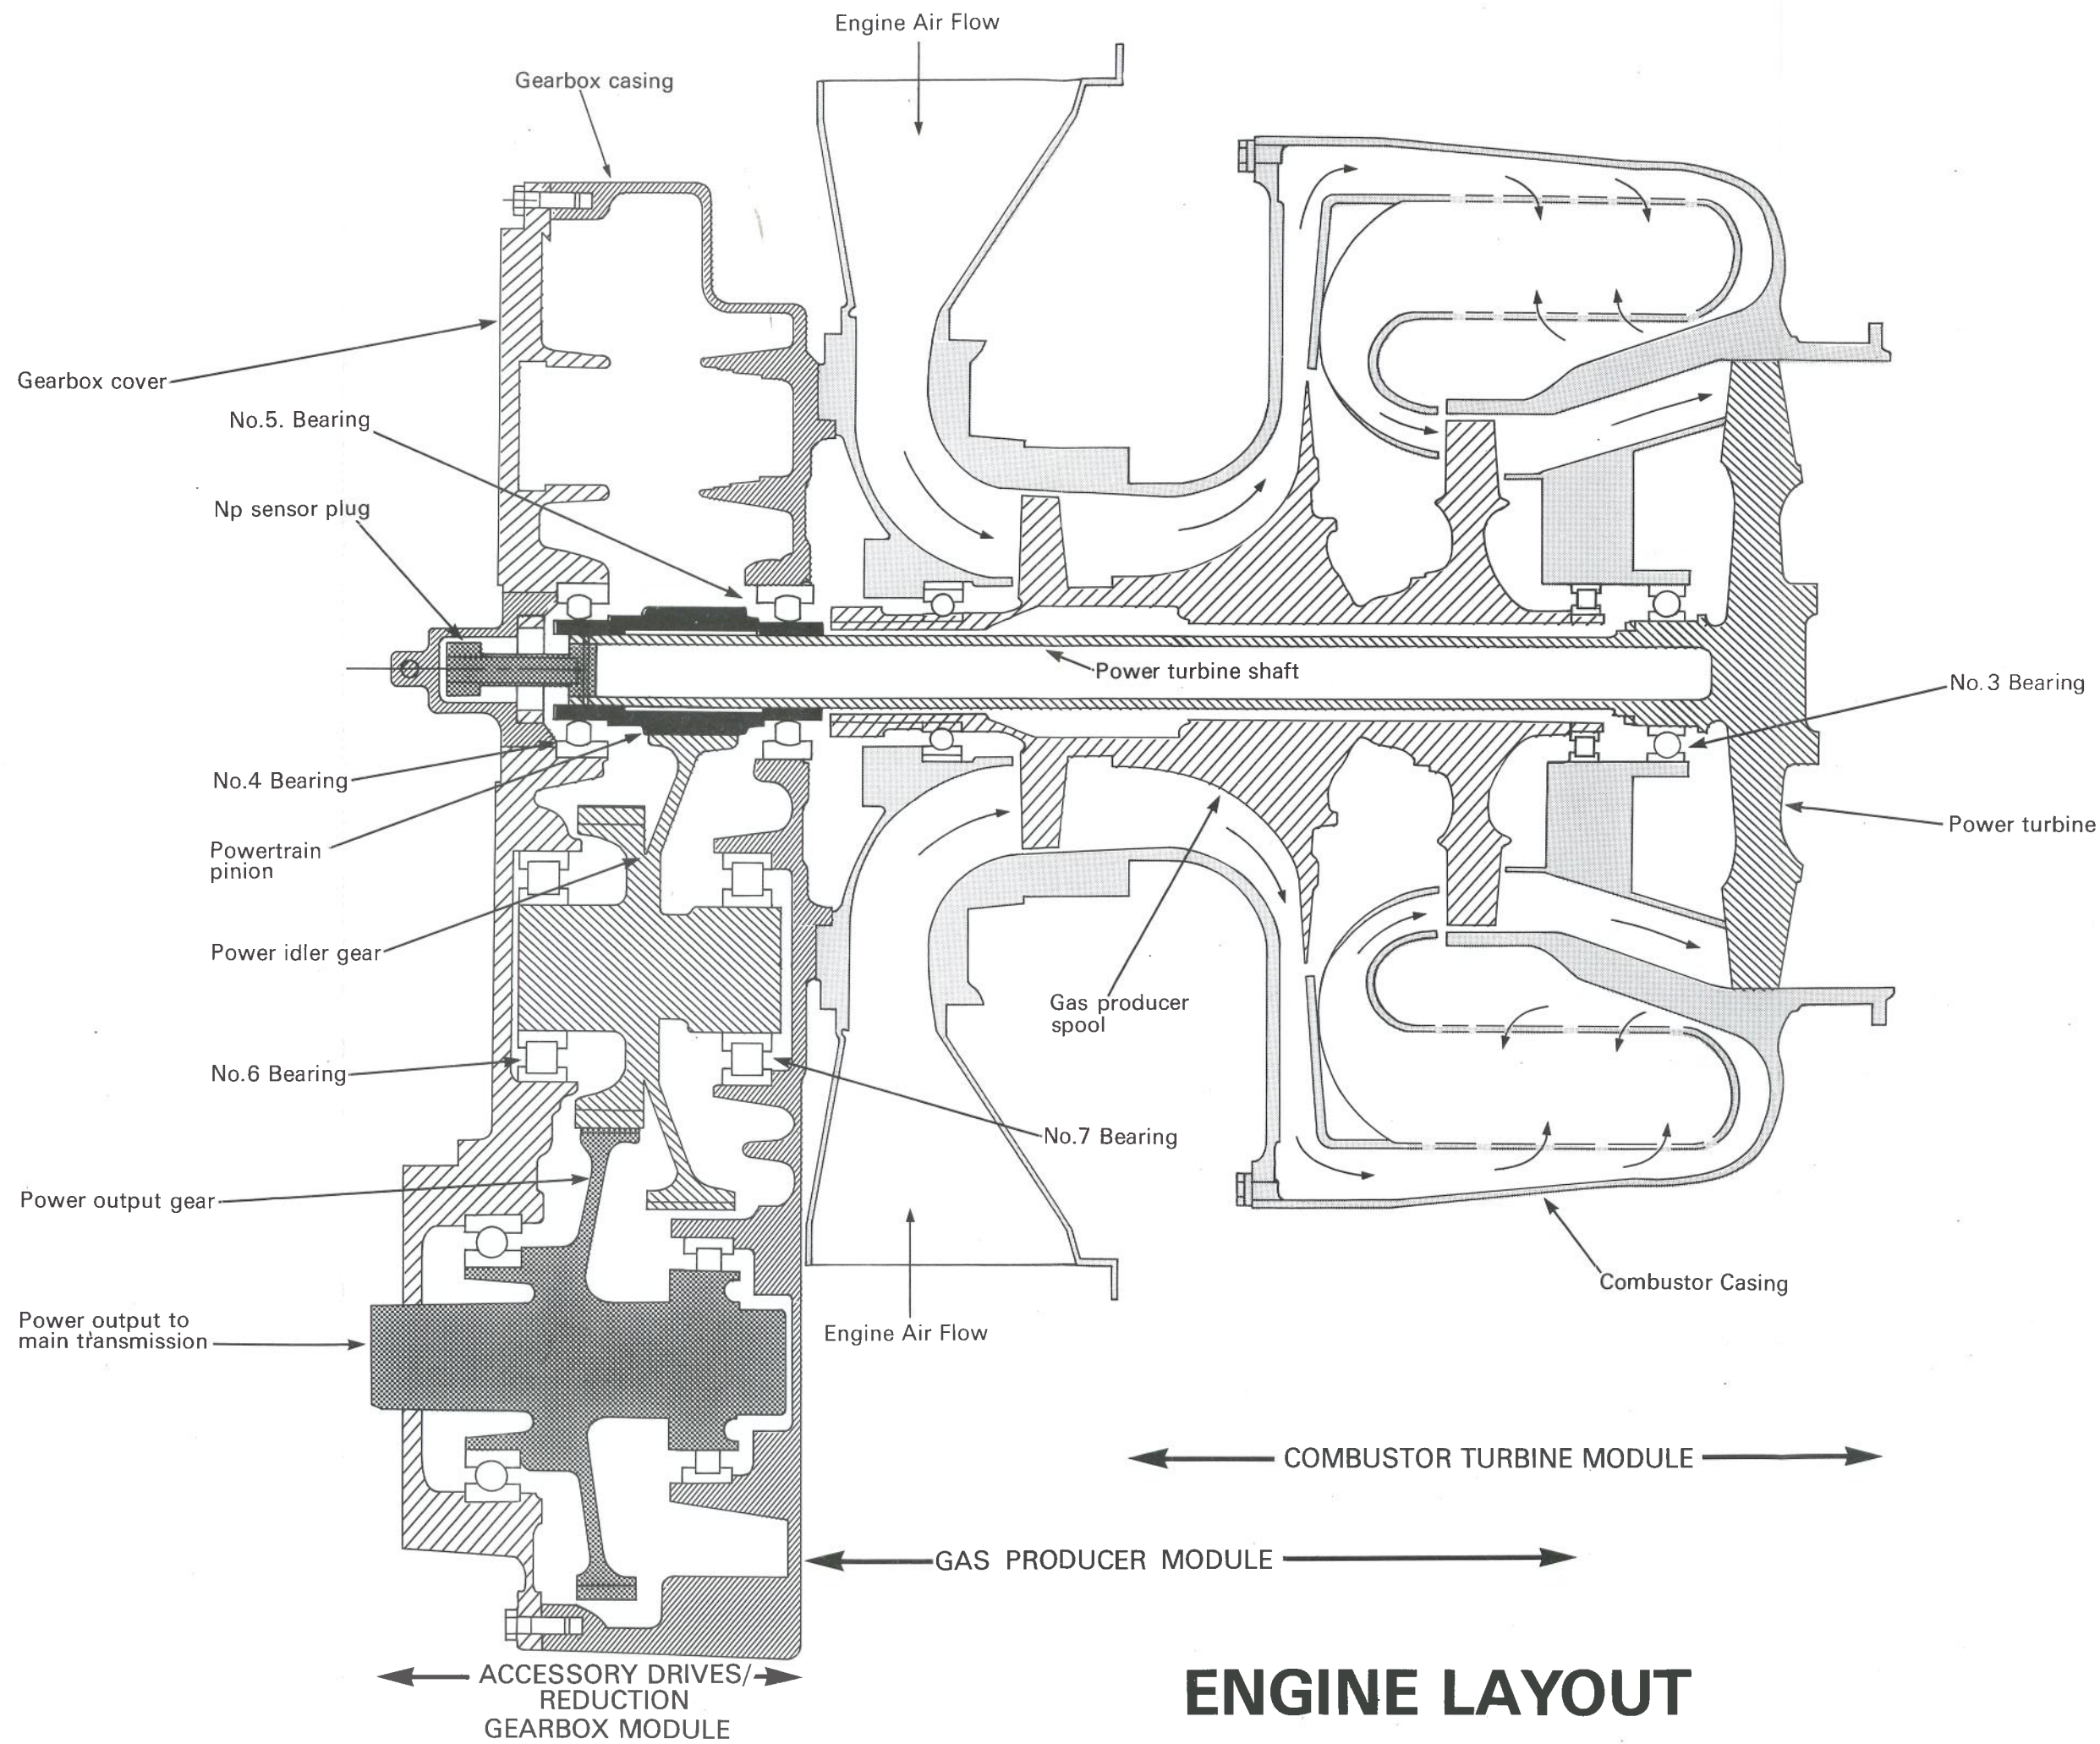 Engine Air Flow
Gearbox casing
Gearbox cover
No.5. Bearing
Np sensor plug
Power turbine shaft
No.3 Bearing
No.4 Bearing
Power turbine
Powertrain
pinion
Power idler gear
Gas producer
spool
No.6 Bearing
No.7 Bearing
Power output gear
Combustor Casing
Power output to
main transmission
Engine Air Flow
COMBUSTOR TURBINE MODULE
GAS PRODUCER MODULE
ACCESSORY DRIVES/
REDUCTION
GEARBOX MODULE
ENGINE LAYOUT